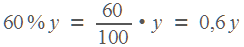 60 % y = 60/100 • y = 0,6 y